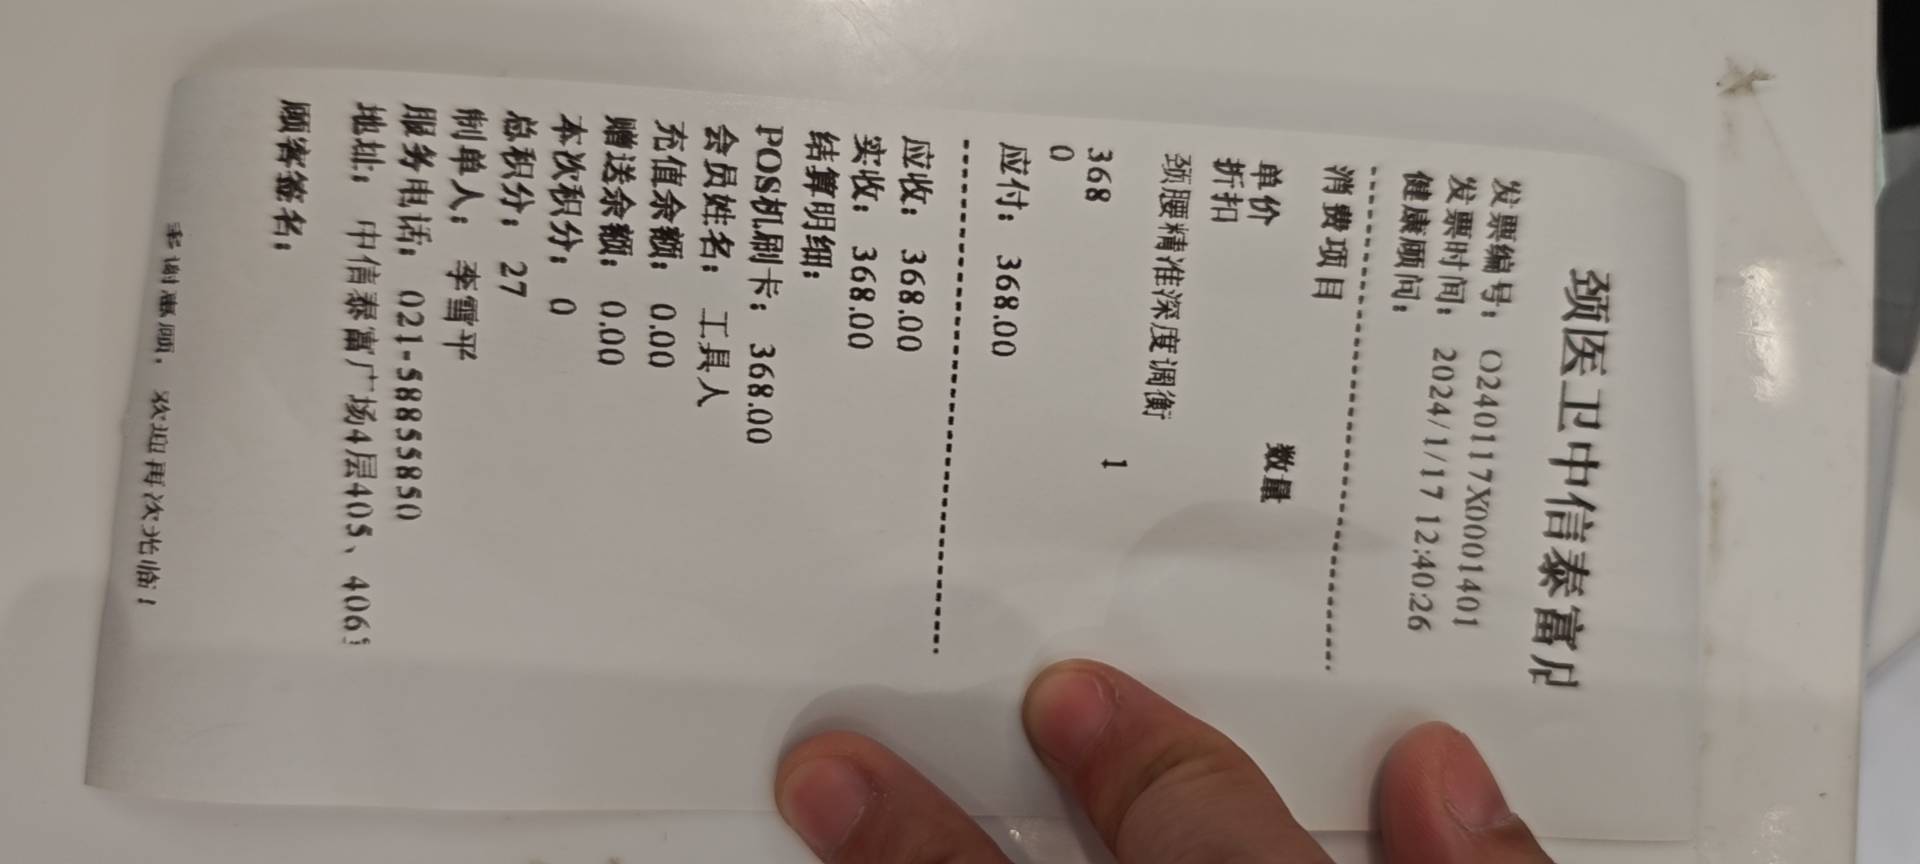 颈医卫中信泰富店
发票编号： O240117X0001401
发票时间： 2024/1/17 12:40:26
健康顾问：
消费项目
单价 数量
折扣
颈腰精准深度调衡
368 1
0
应付： 368.00
应收： 368.00
实收： 368.00
结算明细：
POS机刷卡： 368.00
会员姓名： 工具人
充值余额： 0.00
赠送余额： 0.00
本次积分： 0
总积分： 27
制单人： 李雪平
服务电话： 021-58855850
地址： 中信泰富广场4层405、406
顾客签名：
谢惠顾， 欢迎再次光临！